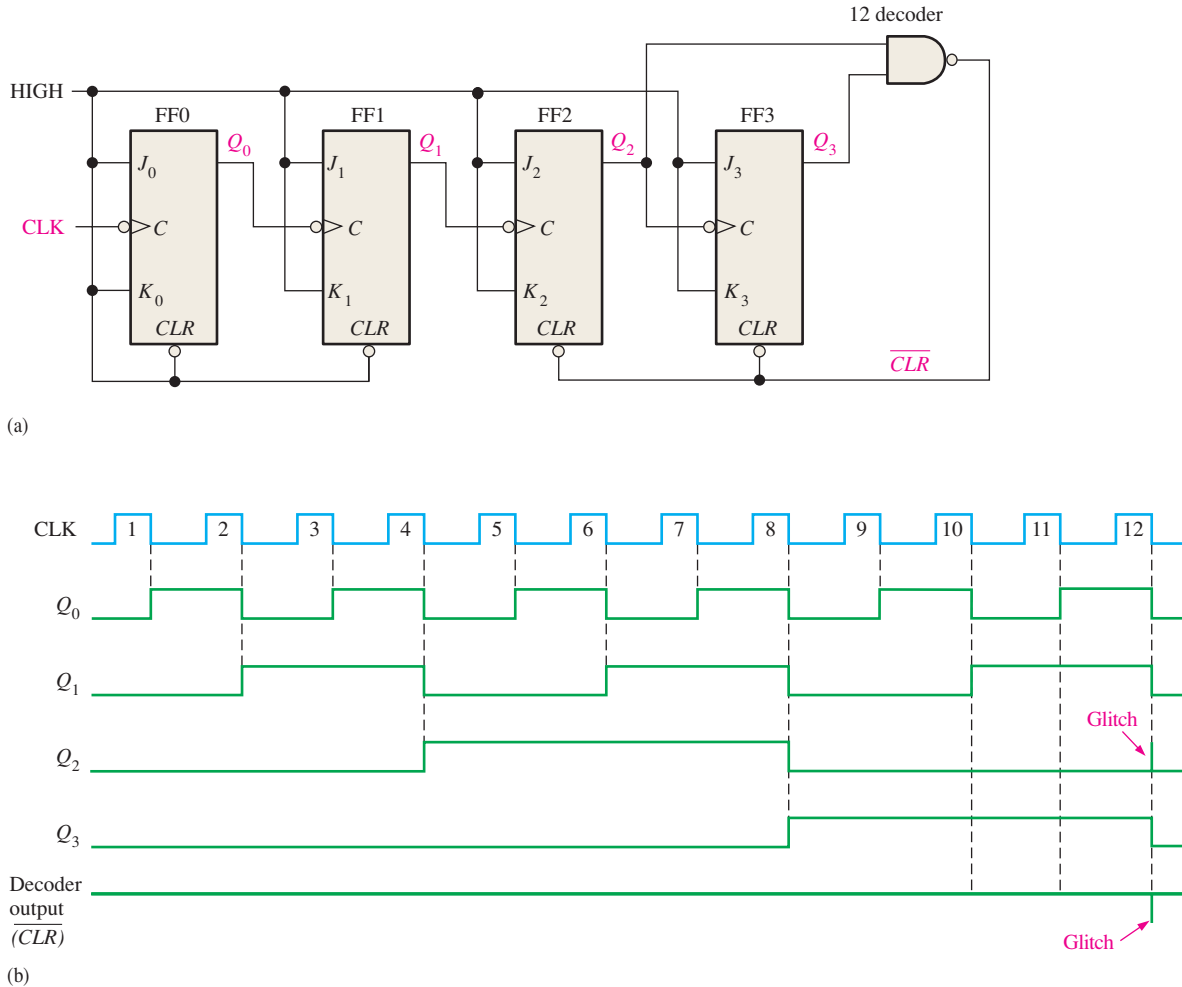 12 decoder
HIGH
FF0
FF1
FF2
FF3
Q0
Q1
Q2
Q3
J0
J1
J2
J3
CLK
C
C
C
C
K0
K1
K2
K3
CLR
CLR
CLR
CLR
CLR
(a)
CLK
1 2 3 4 5 6 7 8 9 10 11 12
Q0
Q1
Glitch
Q2
Q3
Decoder
output
(CLR)
Glitch
(b)